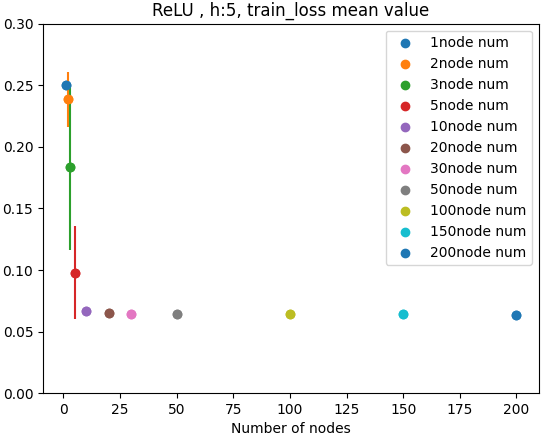 ReLU , h:5, train_loss mean value
0.30
0.25
0.20
0.15
0.10
0.05
0.00
1node num
2node num
3node num
5node num
10node num
20node num
30node num
50node num
100node num
150node num
200node num
0 25 50 75 100 125 150 175 200
Number of nodes